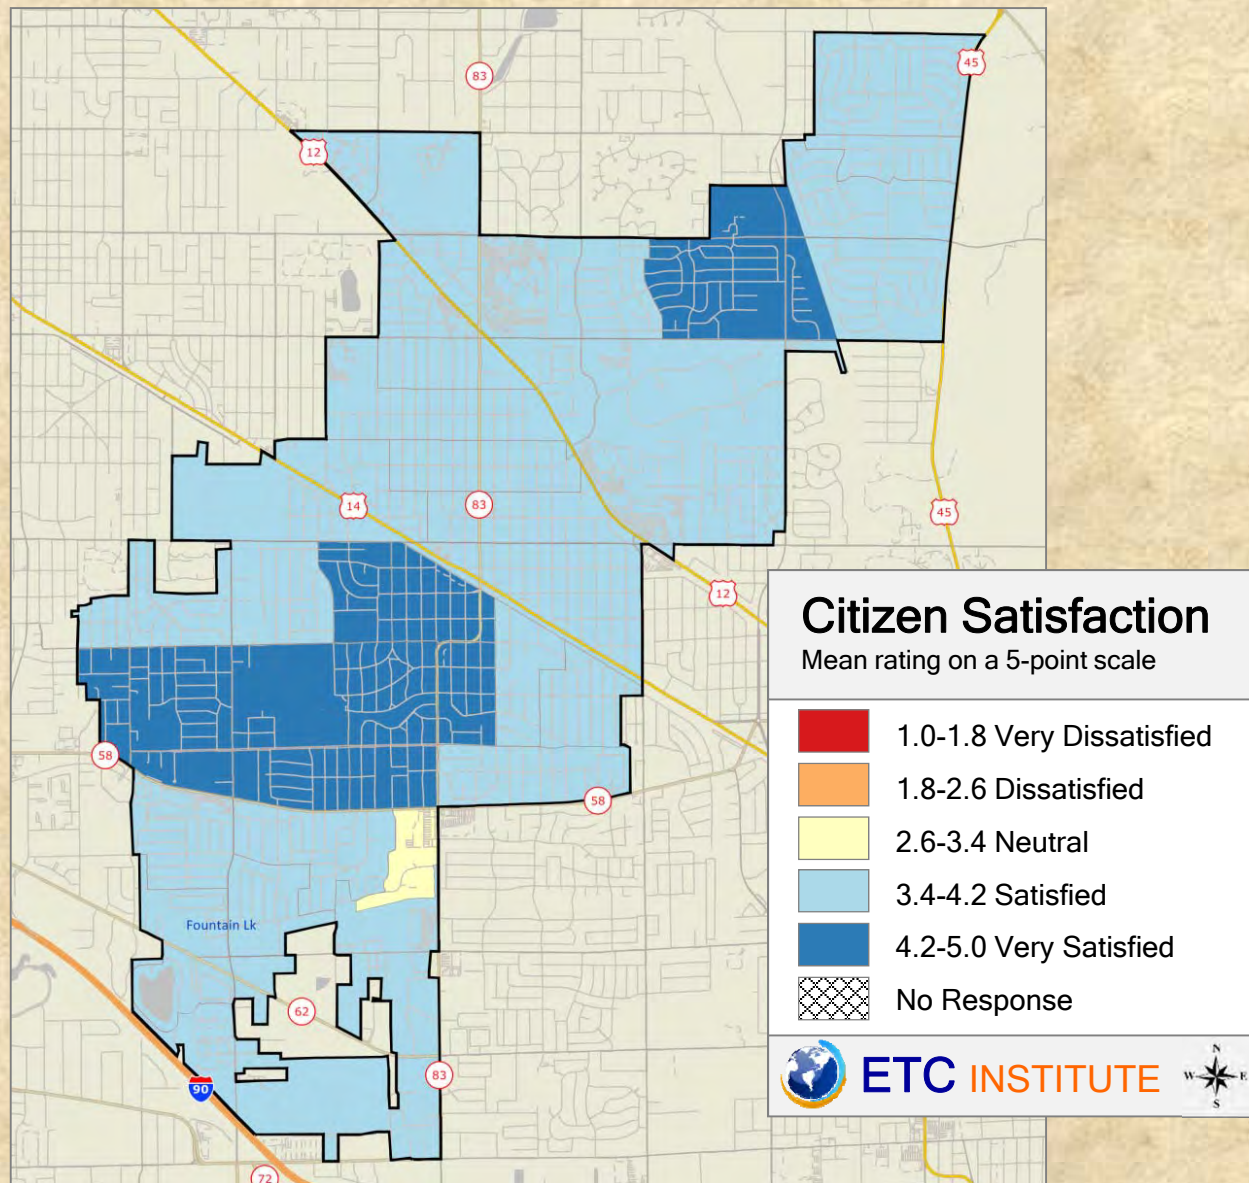 45
83
12
14
83
45
12
58
58
Fountain Lk
62
83
90
72
Citizen Satisfaction
Mean rating on a 5-point scale
1.0-1.8 Very Dissatisfied
1.8-2.6 Dissatisfied
2.6-3.4 Neutral
3.4-4.2 Satisfied
4.2-5.0 Very Satisfied
No Response
ETC INSTITUTE
N
W E
S